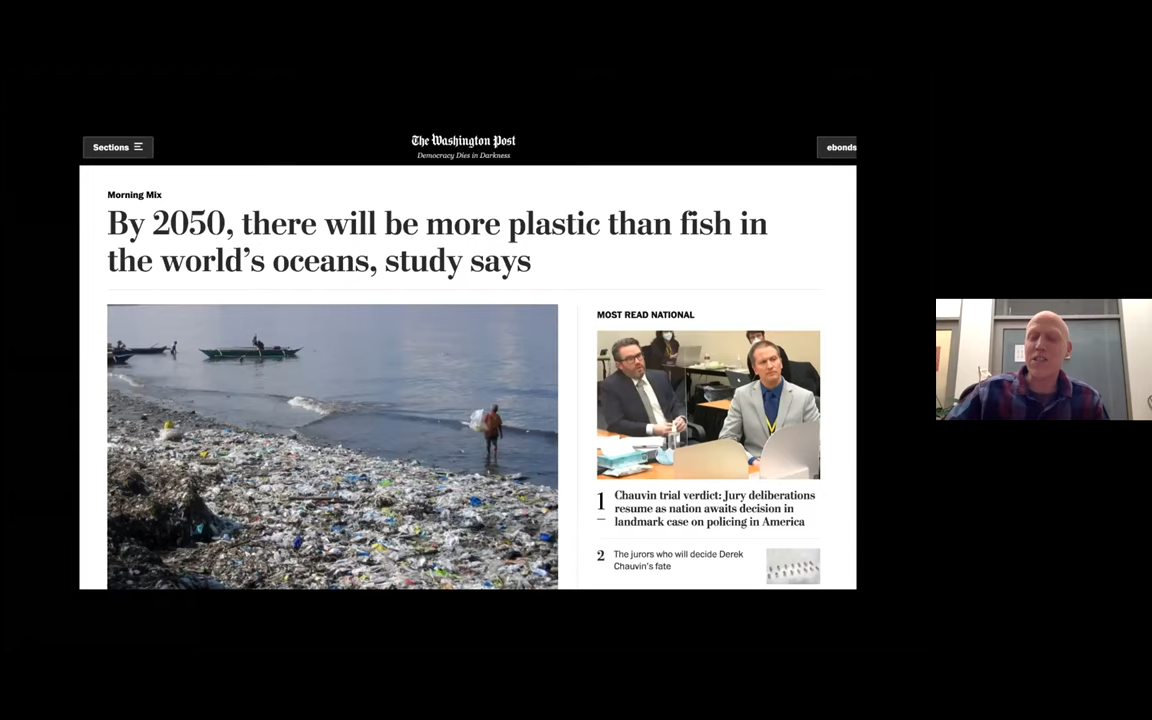 Sections
The Washington Post
Democracy Dies in Darkness
ebonds
Morning Mix
By 2050, there will be more plastic than fish in
the world's oceans, study says
MOST READ NATIONAL
1
Chauvin trial verdict: Jury deliberations
resume as nation awaits decision in
landmark case on policing in America
2
The jurors who will decide Derek
Chauvin's fate